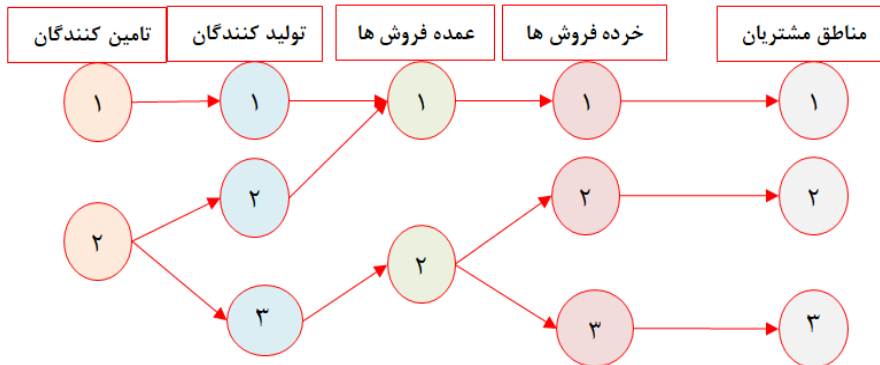 مناطق مشتریان
خرده فروش ها
عمده فروش ها
تولید کنندگان
تامین کنندگان
۱
۱
۱
۱
۱
۲
۲
۲
۲
۲
۳
۳
۳